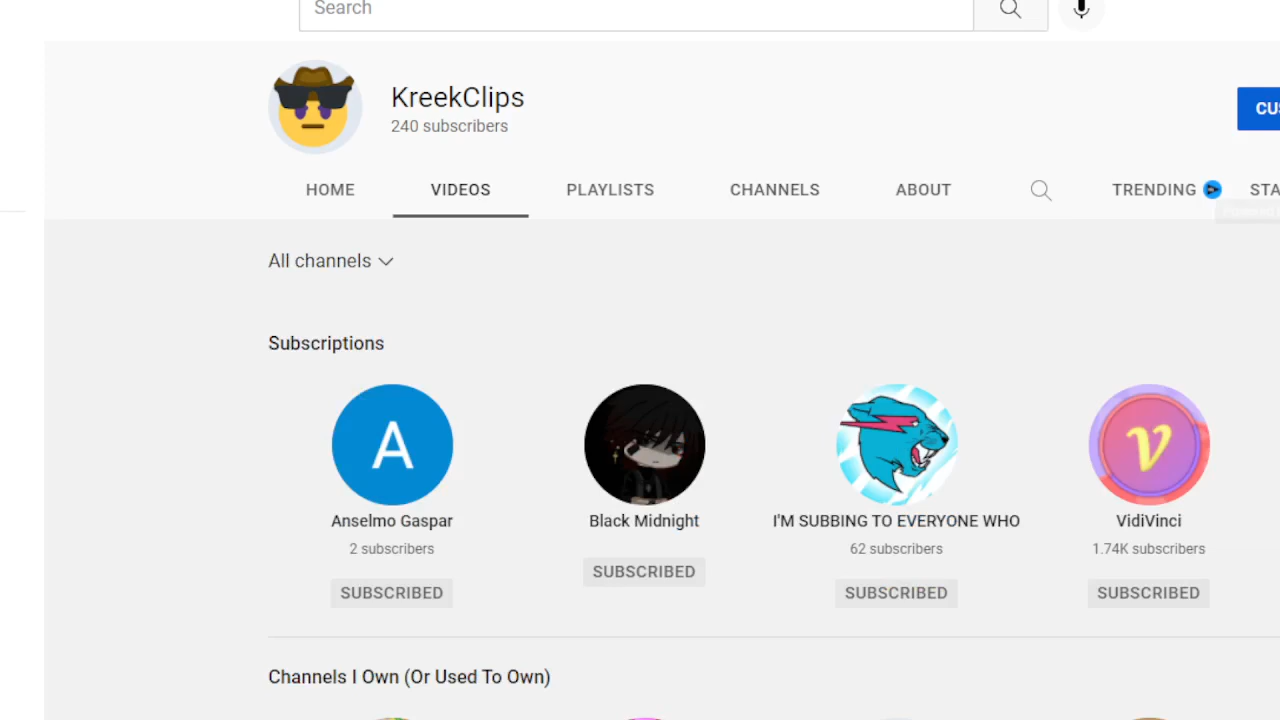 Search
KreekClips
240 subscribers
CUS
HOME VIDEOS PLAYLISTS CHANNELS ABOUT TRENDING STA
All channels
Subscriptions
A
V
Anselmo Gaspar Black Midnight I'M SUBBING TO EVERYONE WHO VidiVinci
2 subscribers 62 subscribers 1.74K subscribers
SUBSCRIBED SUBSCRIBED SUBSCRIBED SUBSCRIBED
Channels I Own (Or Used To Own)